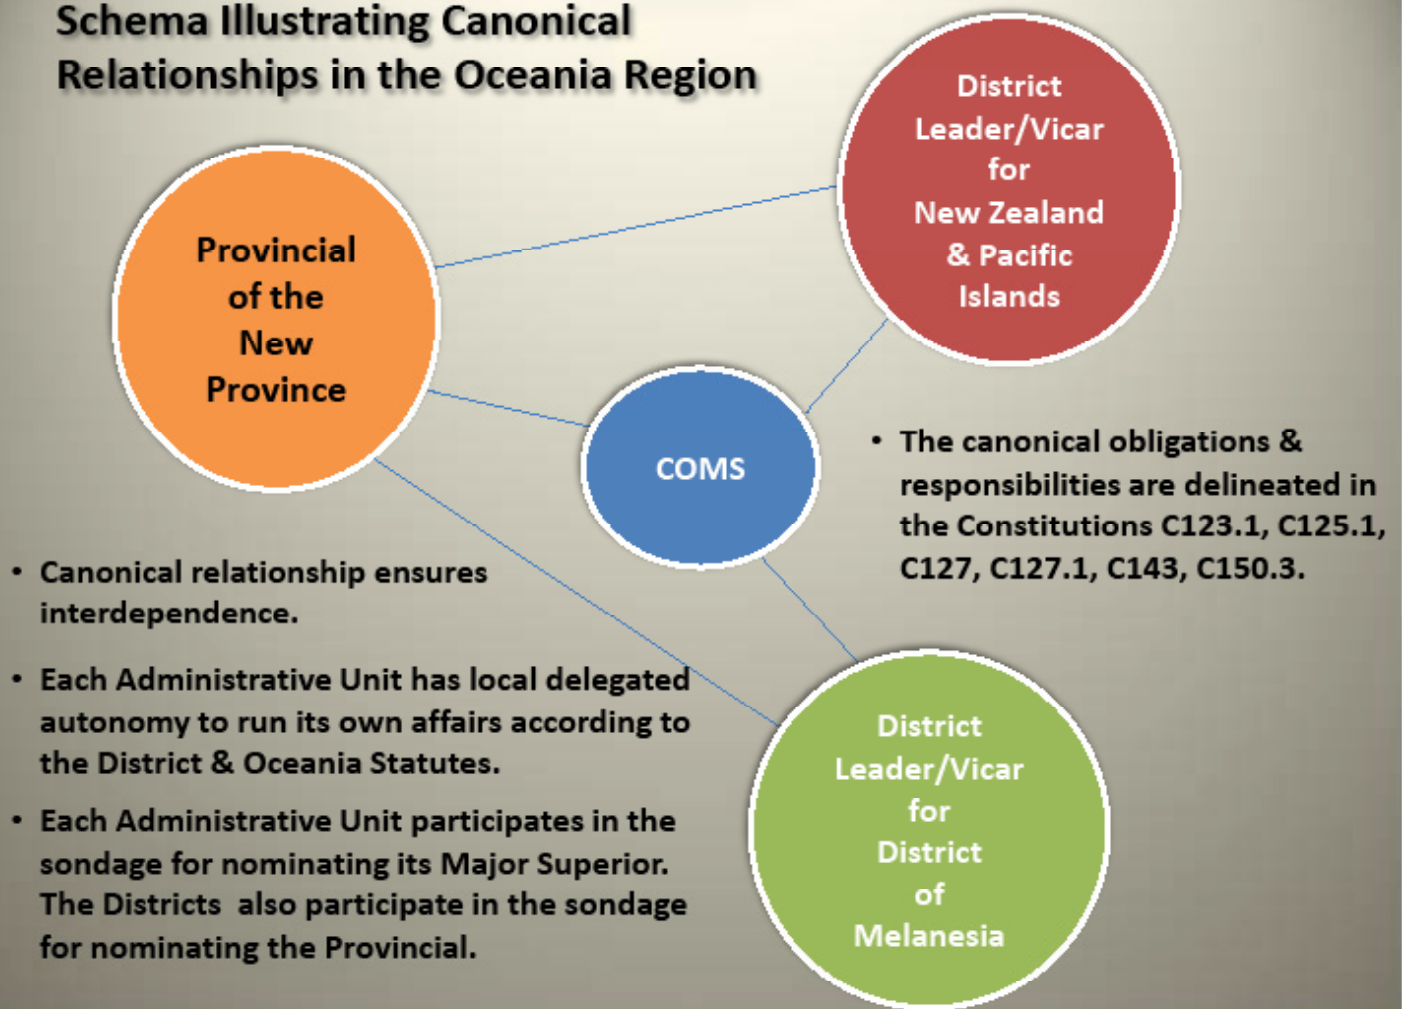 Schema Illustrating Canonical
Relationships in the Oceania Region
District
Leader/Vicar
for
New Zealand
& Pacific
Islands
Provincial
of the
New
Province
COMS
• The canonical obligations &
responsibilities are delineated in
the Constitutions C123.1, C125.1,
C127, C127.1, C143, C150.3.
• Canonical relationship ensures
interdependence.
• Each Administrative Unit has local delegated
autonomy to run its own affairs according to
the District & Oceania Statutes.
• Each Administrative Unit participates in the
sondage for nominating its Major Superior.
The Districts also participate in the sondage
for nominating the Provincial.
District
Leader/Vicar
for
District
of
Melanesia